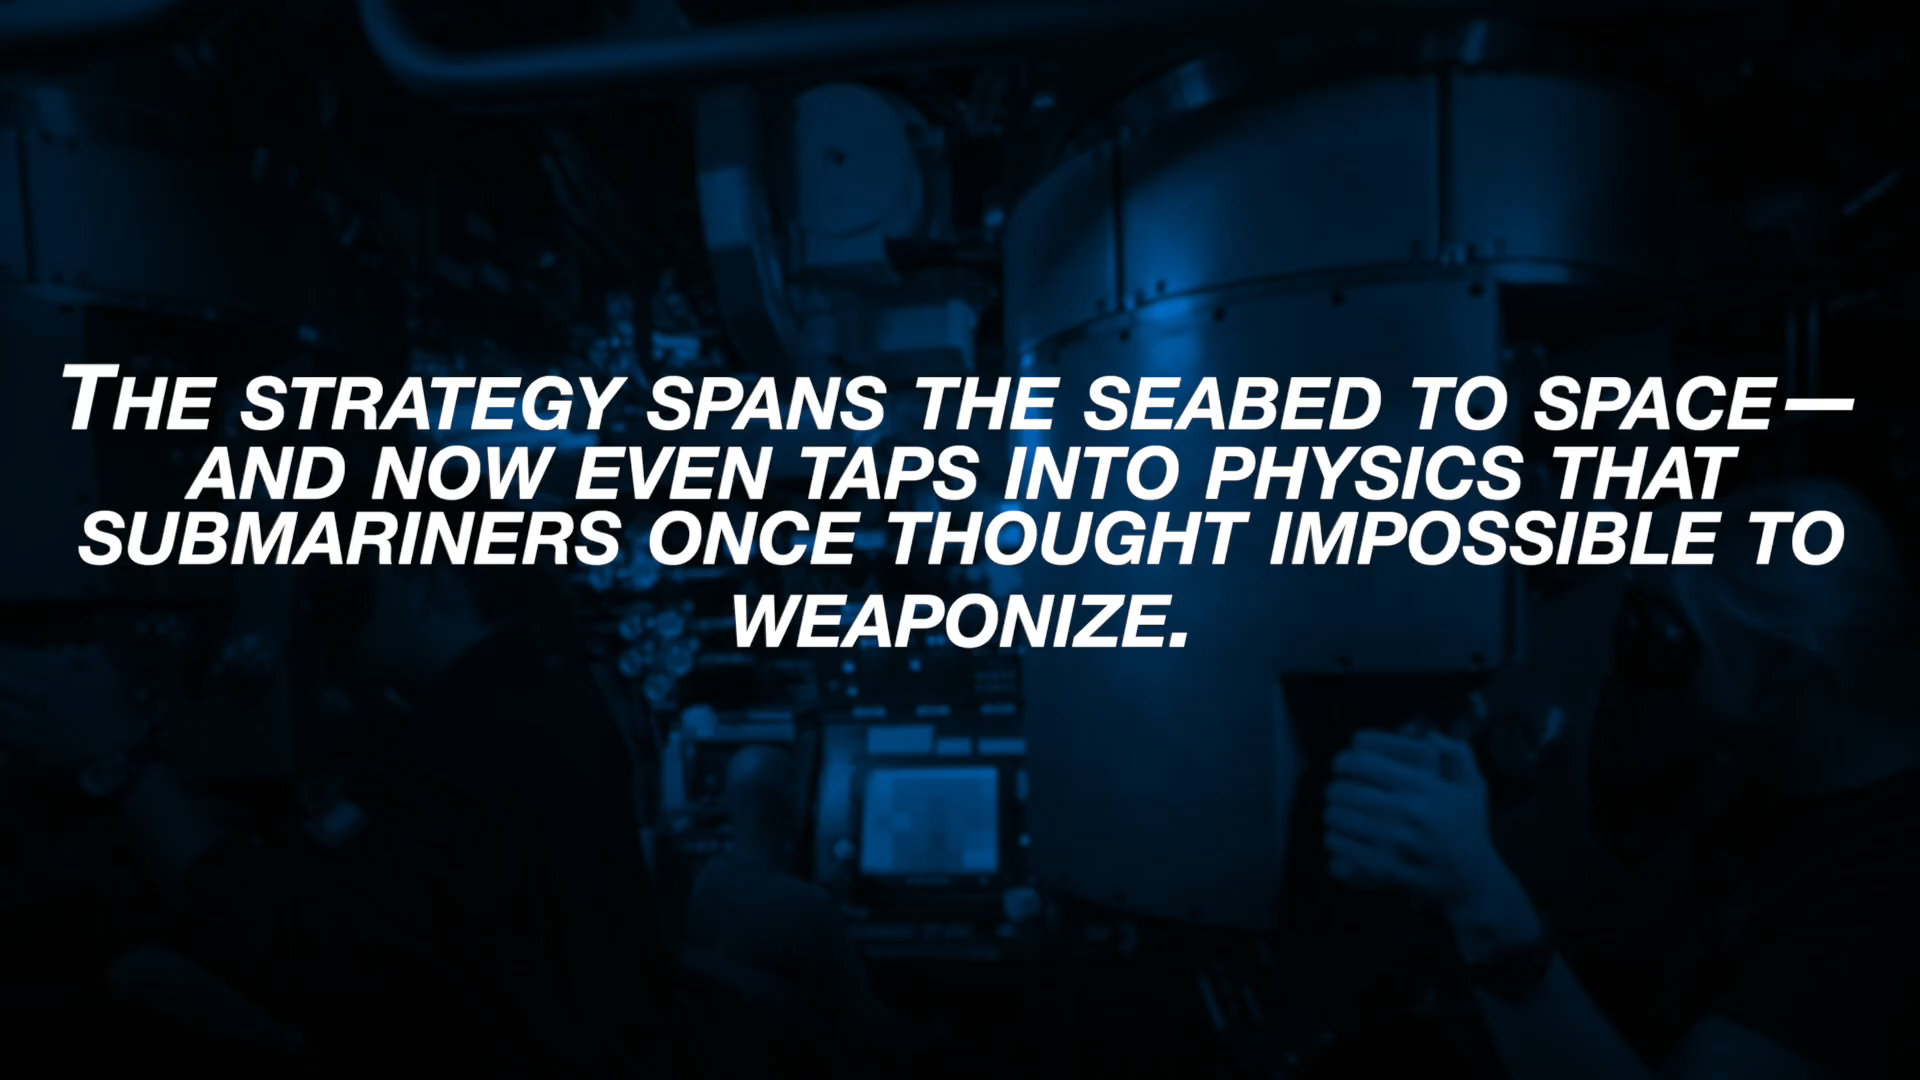 The strategy spans the seabed to space—
and now even taps into physics that
submariners once thought impossible to
weaponize.